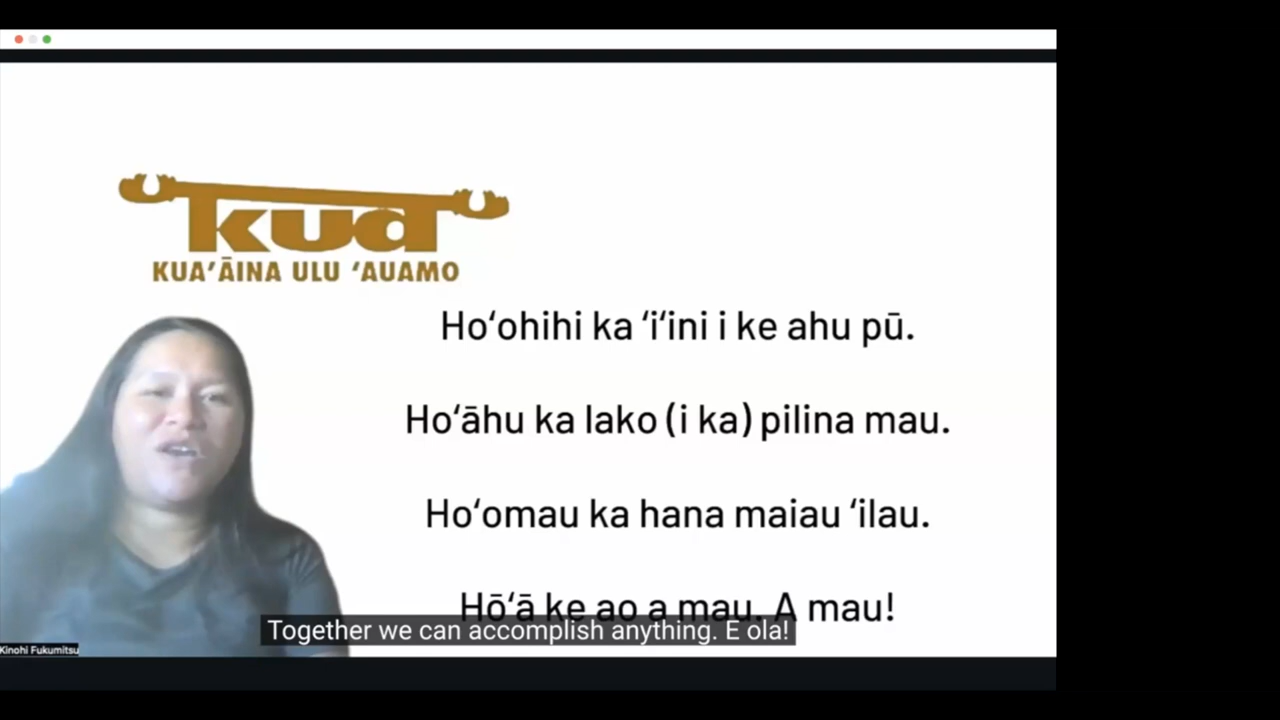 kua
KUAʻĀINA ULU ʻAUAMO
Hoʻohihi ka ʻiʻini i ke ahu pū.
Hoʻāhu ka lako (i ka) pilina mau.
Hoʻomau ka hana maiau ʻilau.
Hōʻā ke ao a mau. A mau!
Together we can accomplish anything. E ola!
Kinohi Fukumitsu